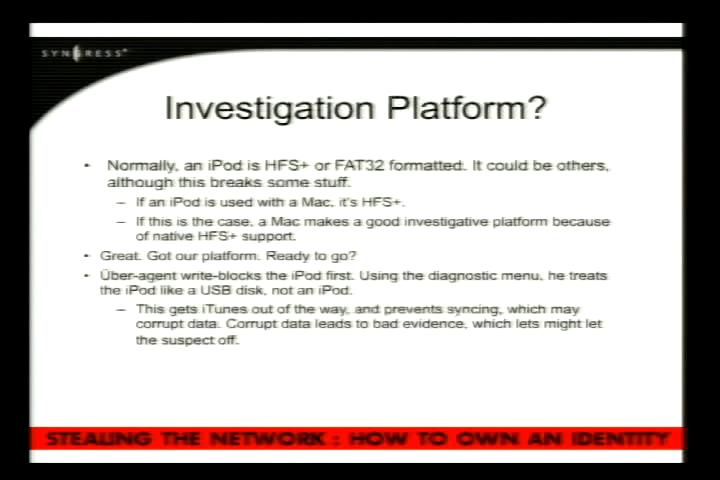 SYNGRESS
Investigation Platform?
• Normally, an iPod is HFS+ or FAT32 formatted. It could be others,
although this breaks some stuff.
– If an iPod is used with a Mac, it's HFS+.
– If this is the case, a Mac makes a good investigative platform because
of native HFS+ support.
• Great. Got our platform. Ready to go?
• Über-agent write-blocks the iPod first. Using the diagnostic menu, he treats
the iPod like a USB disk, not an iPod.
– This gets iTunes out of the way, and prevents syncing, which may
corrupt data. Corrupt data leads to bad evidence, which lets might let
the suspect off.
STEALING THE NETWORK : HOW TO OWN AN IDENTITY